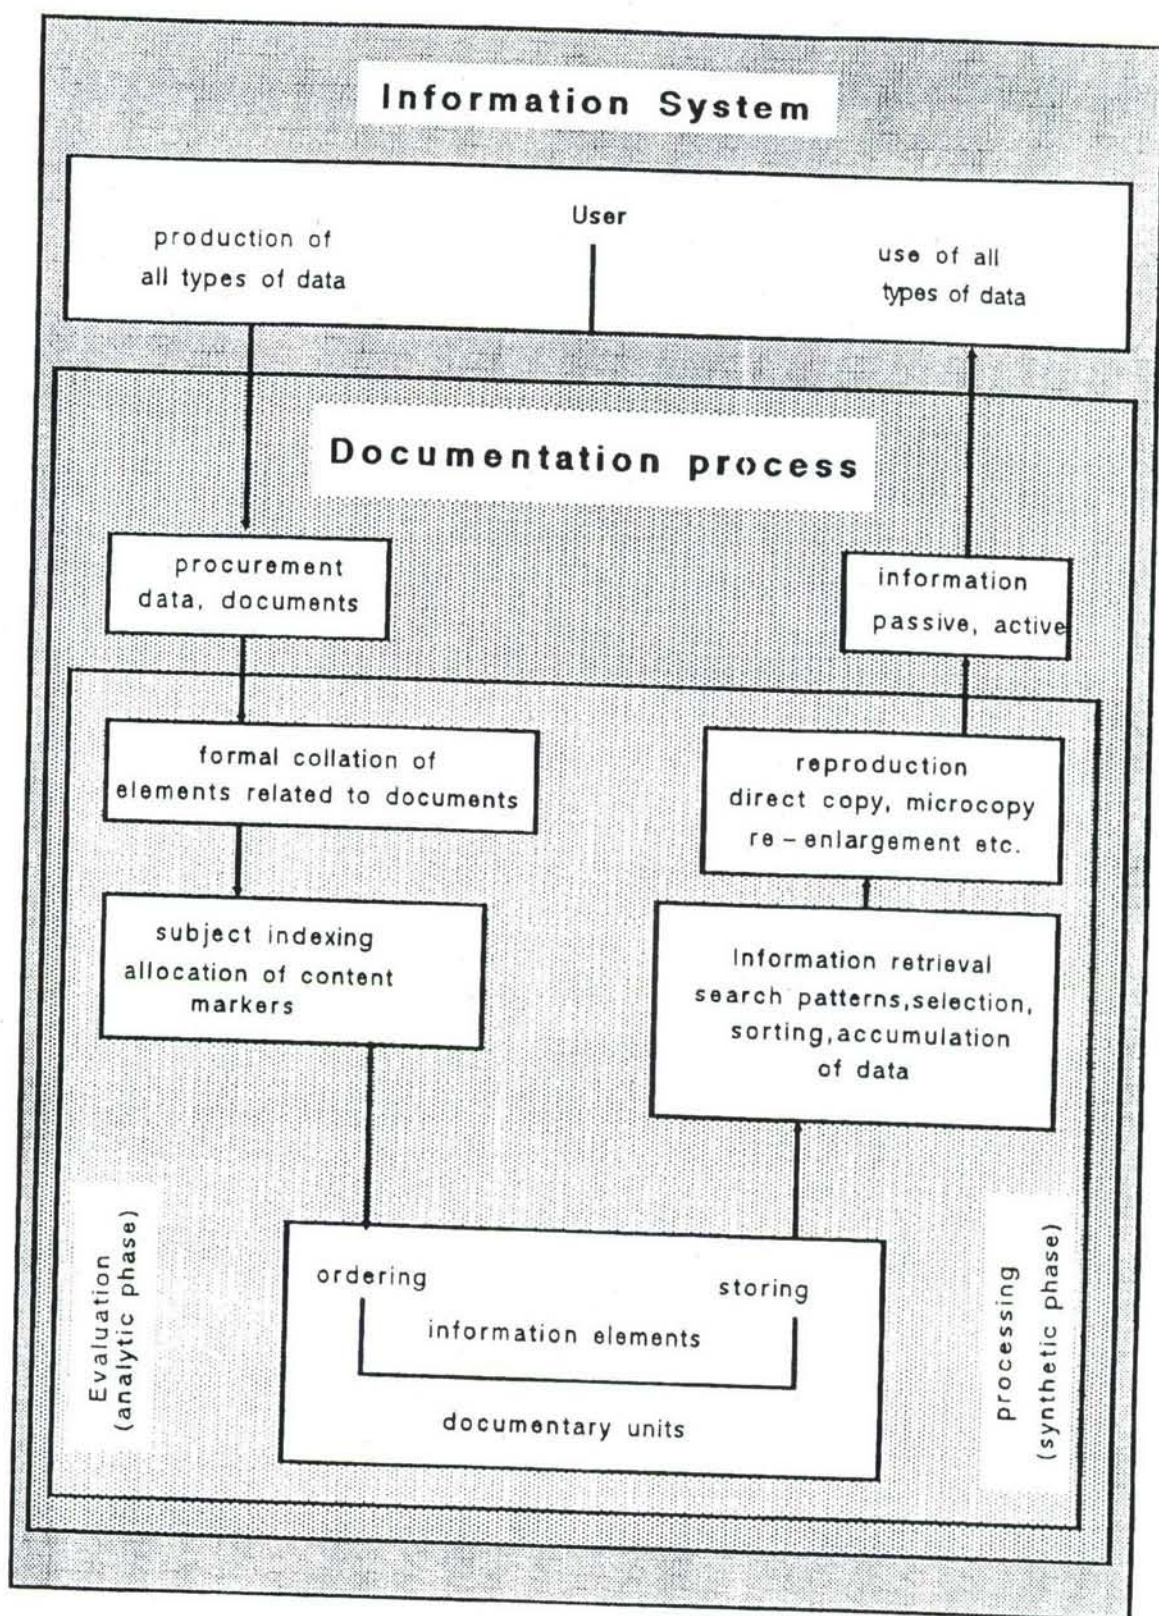 Information System
User
production of
all types of data
use of all
types of data
Documentation process
procurement
data, documents
information
passive, active
formal collation of
elements related to documents
reproduction
direct copy, microcopy
re-enlargement etc.
subject indexing
allocation of content
markers
Information retrieval
search patterns,selection,
sorting,accumulation
of data
Evaluation
(analytic phase)
ordering
storing
information elements
documentary units
processing
(synthetic phase)